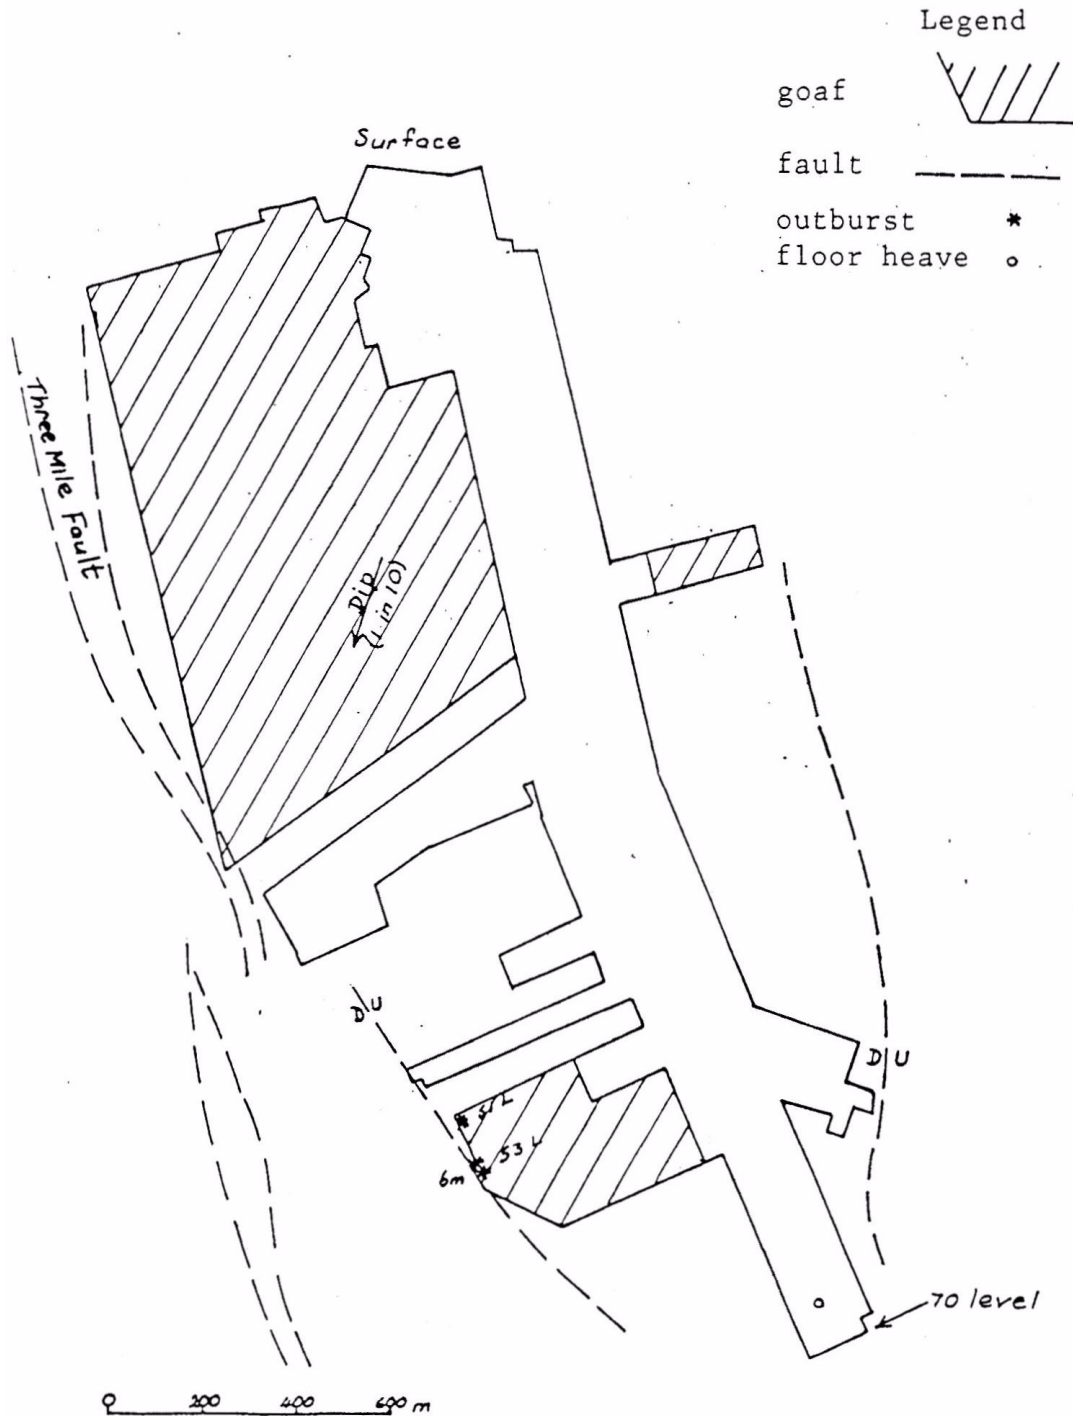 Legend
goaf
fault
outburst
floor heave
Surface
Three Mile Fault
Dip
(1 in 10)
D U
D U
51 L
53 L
6m
70 level
0 200 400 600 m